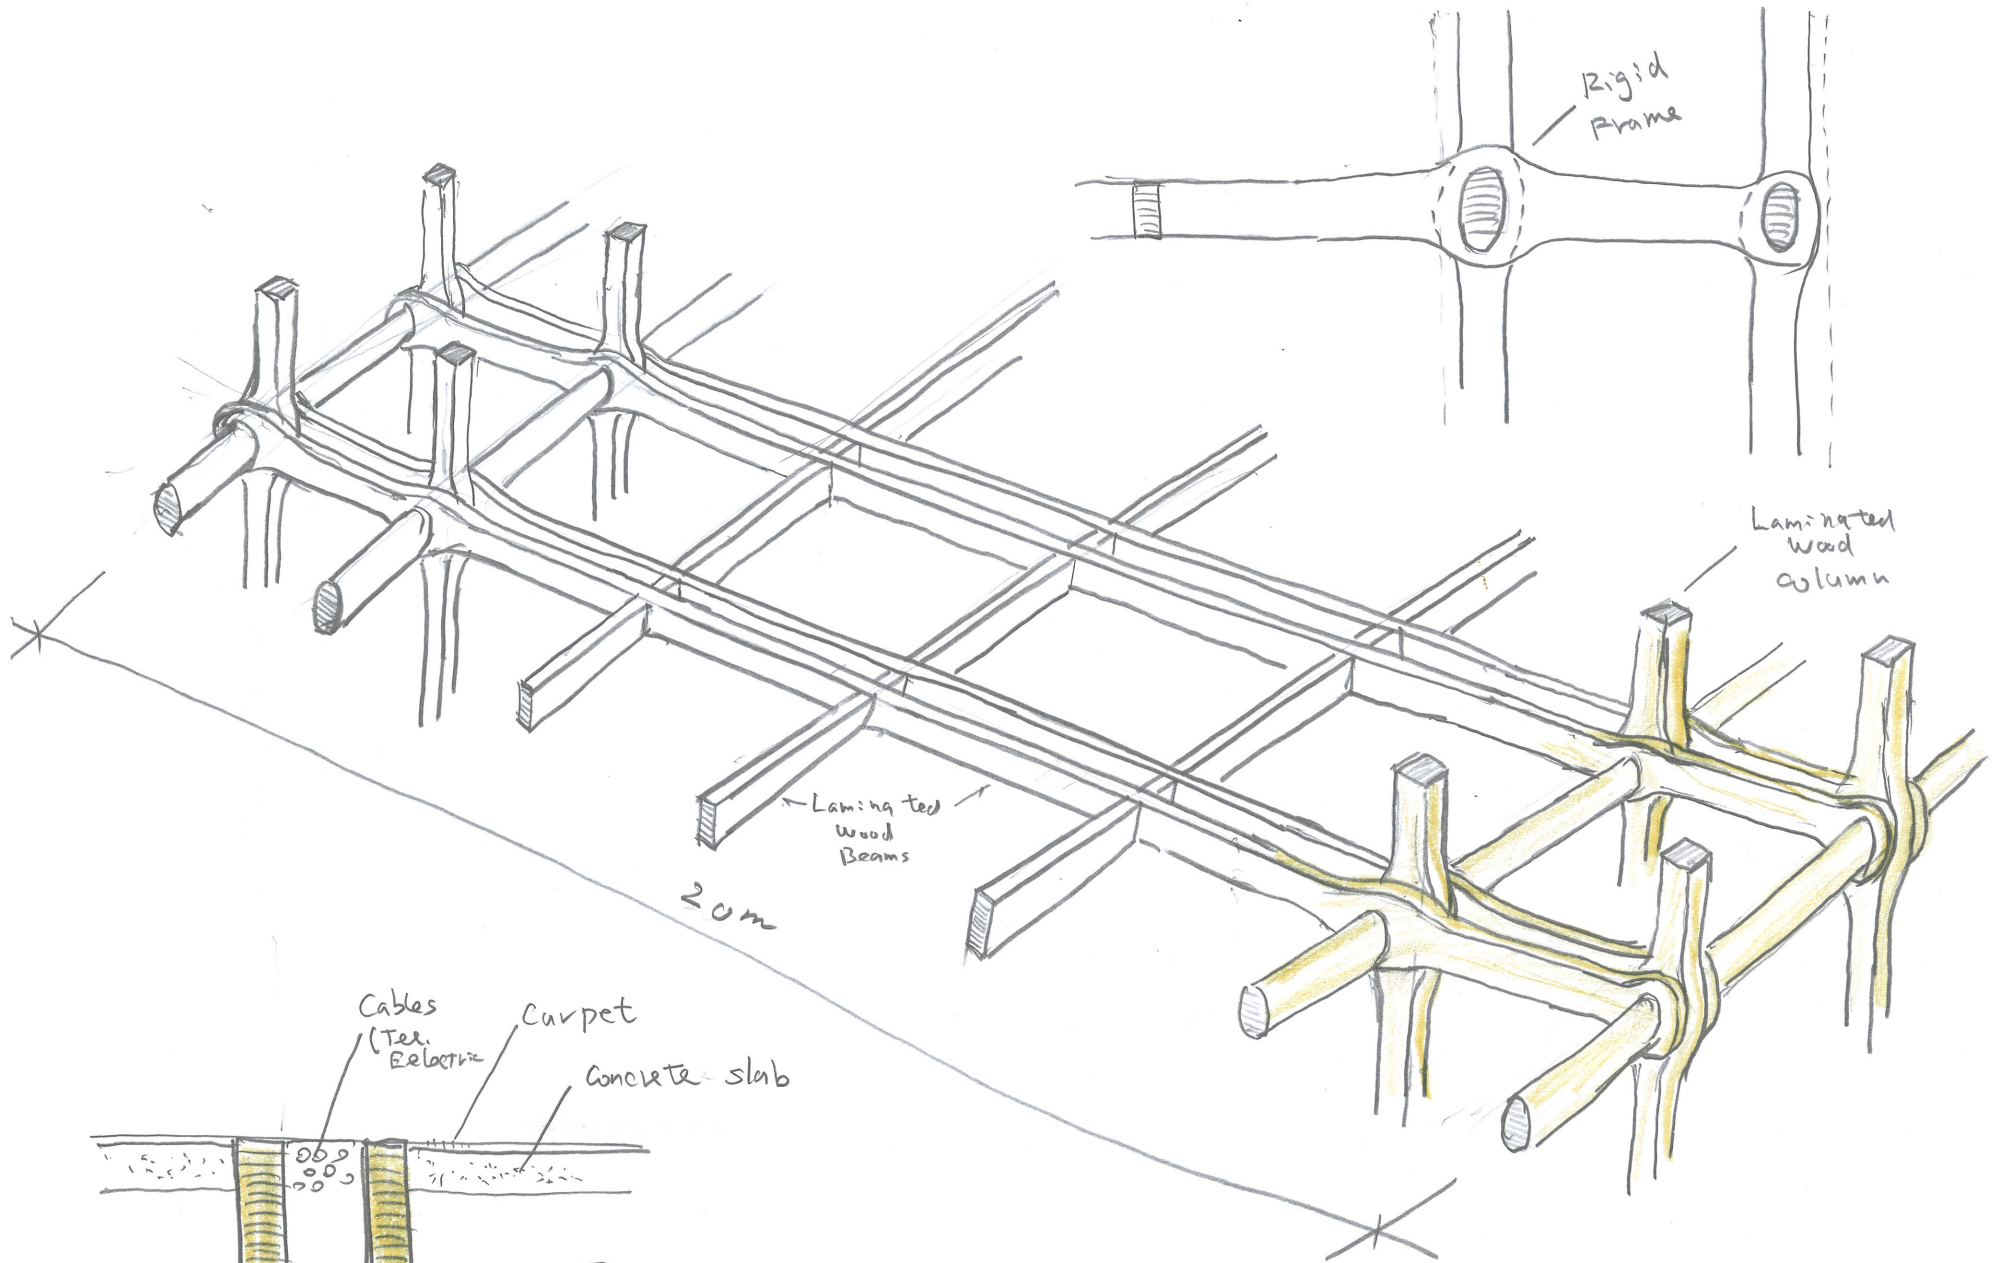 Rigid
Frame
Laminated
Wood
column
Laminated
Wood
Beams
20m
Cables
(Tel.
Eelectric
Carpet
Concrete slab